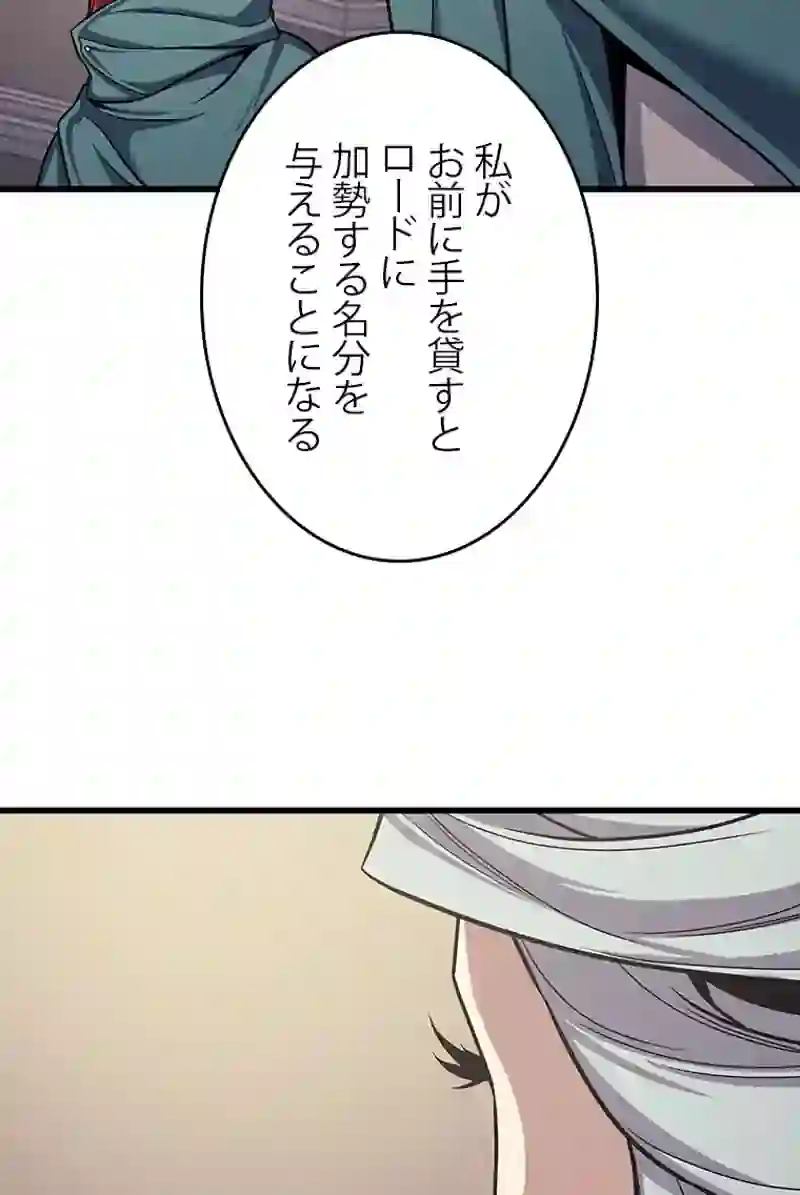 私が
お前に手を貸すと
ロードに
加勢する名分を
与えることになる